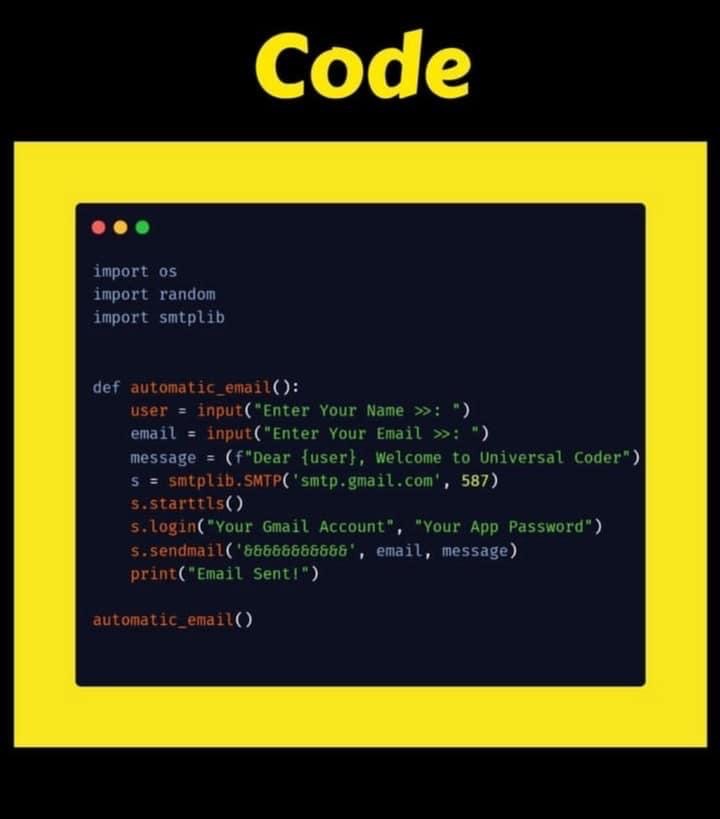 Code
import os
import random
import smtplib
def automatic_email():
    user = input("Enter Your Name >>: ")
    email = input("Enter Your Email >>: ")
    message = (f"Dear {user}, Welcome to Universal Coder")
    s = smtplib.SMTP('smtp.gmail.com', 587)
    s.starttls()
    s.login("Your Gmail Account", "Your App Password")
    s.sendmail('&&&&&&&&&&&', email, message)
    print("Email Sent!")
automatic_email()